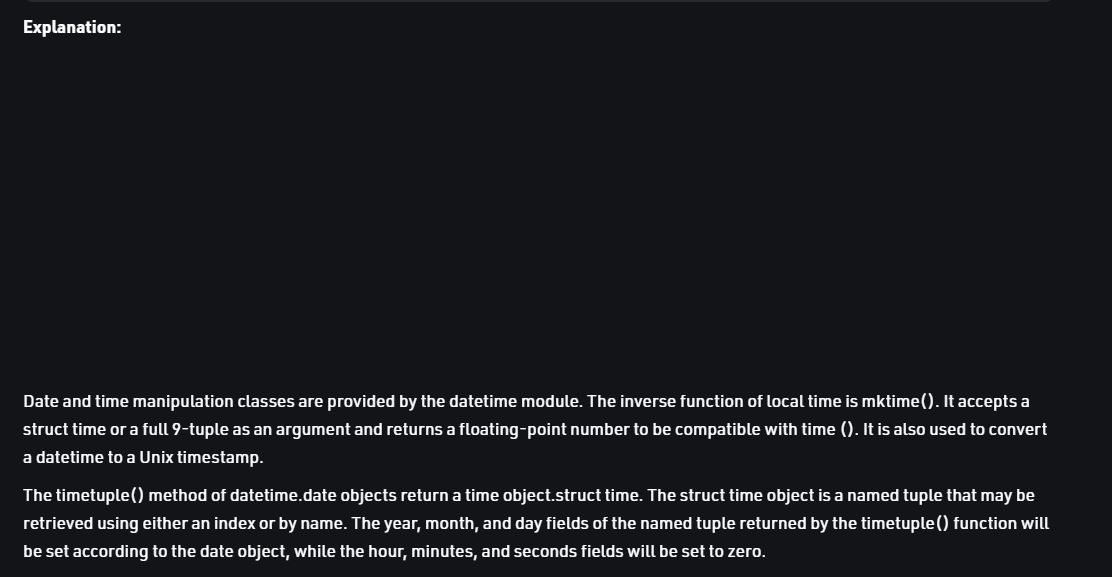 Explanation:
Date and time manipulation classes are provided by the datetime module. The inverse function of local time is mktime(). It accepts a
struct time or a full 9-tuple as an argument and returns a floating-point number to be compatible with time (). It is also used to convert
a datetime to a Unix timestamp.
The timetuple() method of datetime.date objects return a time object.struct time. The struct time object is a named tuple that may be
retrieved using either an index or by name. The year, month, and day fields of the named tuple returned by the timetuple() function will
be set according to the date object, while the hour, minutes, and seconds fields will be set to zero.